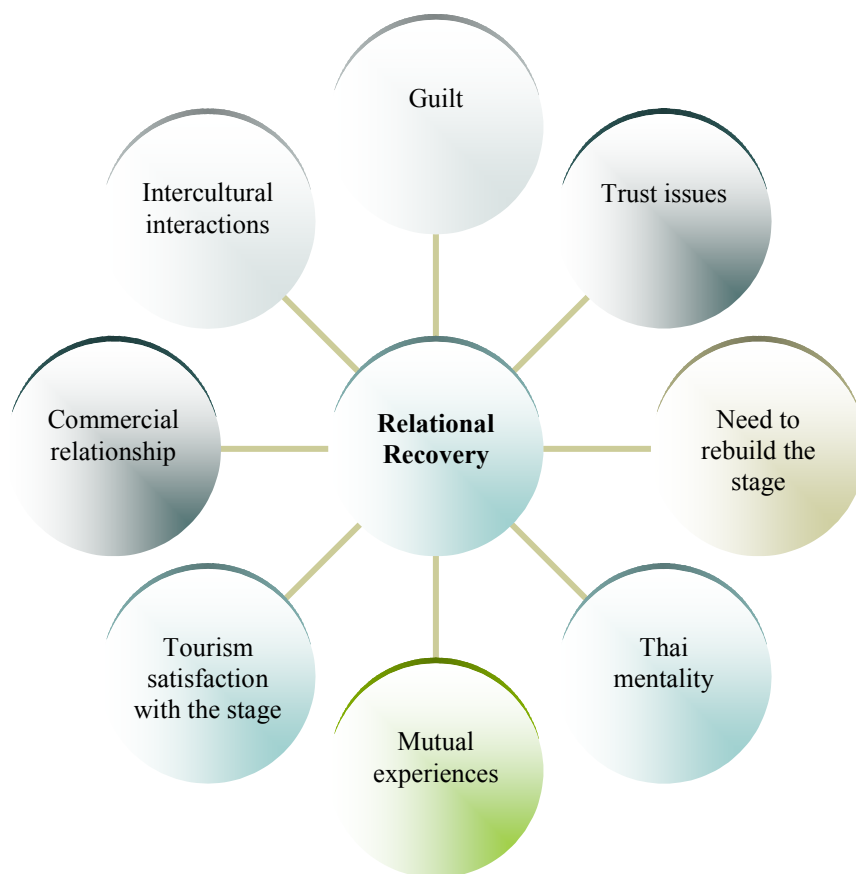 Guilt
Trust issues
Need to
rebuild the
stage
Thai
mentality
Mutual
experiences
Tourism
satisfaction
with the stage
Commercial
relationship
Intercultural
interactions
Relational
Recovery